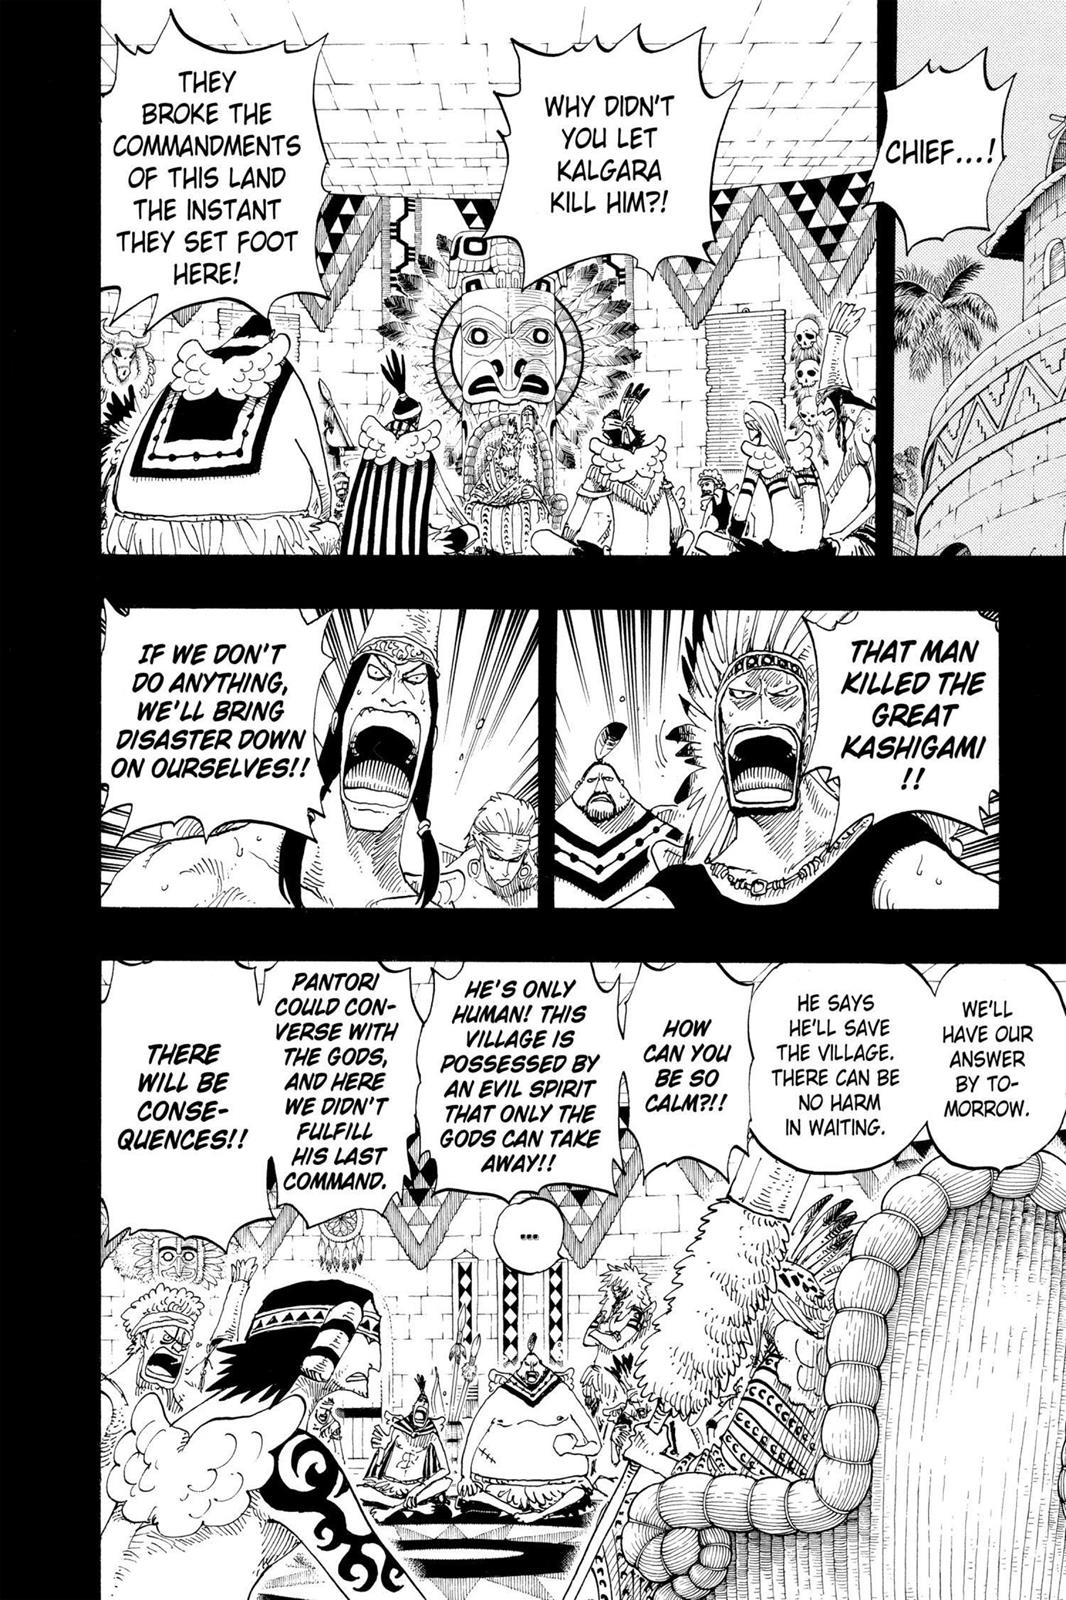 CHIEF...!
WHY DIDN'T
YOU LET
KALGARA
KILL HIM?!
THEY
BROKE THE
COMMANDMENTS
OF THIS LAND
THE INSTANT
THEY SET FOOT
HERE!
THAT MAN
KILLED THE
GREAT
KASHIGAMI
!!
IF WE DON'T
DO ANYTHING,
WE'LL BRING
DISASTER DOWN
ON OURSELVES!!
WE'LL
HAVE OUR
ANSWER
BY TO-
MORROW.
HE SAYS
HE'LL SAVE
THE VILLAGE.
THERE CAN BE
NO HARM
IN WAITING.
HOW
CAN YOU
BE SO
CALM?!!
HE'S ONLY
HUMAN! THIS
VILLAGE IS
POSSESSED BY
AN EVIL SPIRIT
THAT ONLY THE
GODS CAN TAKE
AWAY!!
PANTORI
COULD CON-
VERSE WITH
THE GODS,
AND HERE
WE DIDN'T
FULFILL
HIS LAST
COMMAND.
THERE
WILL BE
CONSE-
QUENCES!!
...